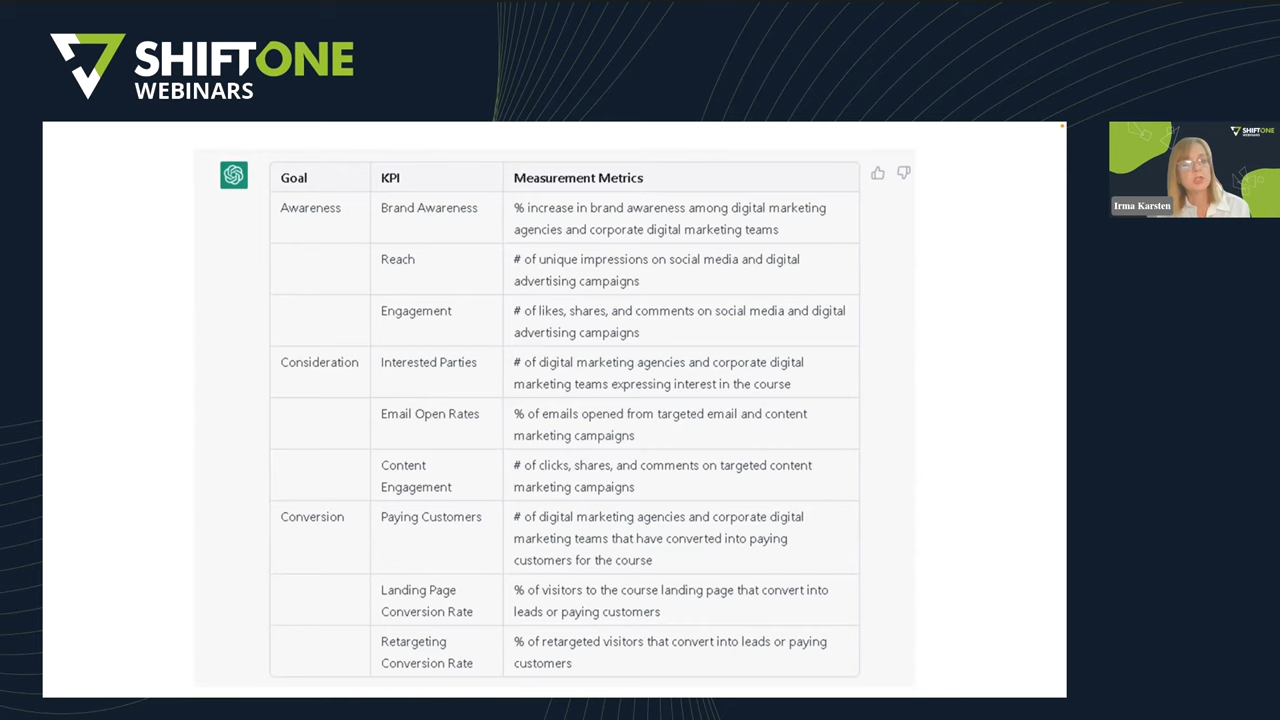 SHIFTONE
WEBINARS
Goal KPI Measurement Metrics
Awareness Brand Awareness % increase in brand awareness among digital marketing
agencies and corporate digital marketing teams
Reach # of unique impressions on social media and digital
advertising campaigns
Engagement # of likes, shares, and comments on social media and digital
advertising campaigns
Consideration Interested Parties # of digital marketing agencies and corporate digital
marketing teams expressing interest in the course
Email Open Rates % of emails opened from targeted email and content
marketing campaigns
Content # of clicks, shares, and comments on targeted content
Engagement marketing campaigns
Conversion Paying Customers # of digital marketing agencies and corporate digital
marketing teams that have converted into paying
customers for the course
Landing Page % of visitors to the course landing page that convert into
Conversion Rate leads or paying customers
Retargeting % of retargeted visitors that convert into leads or paying
Conversion Rate customers
SHIFTONE
WEBINARS
Irma Karsten